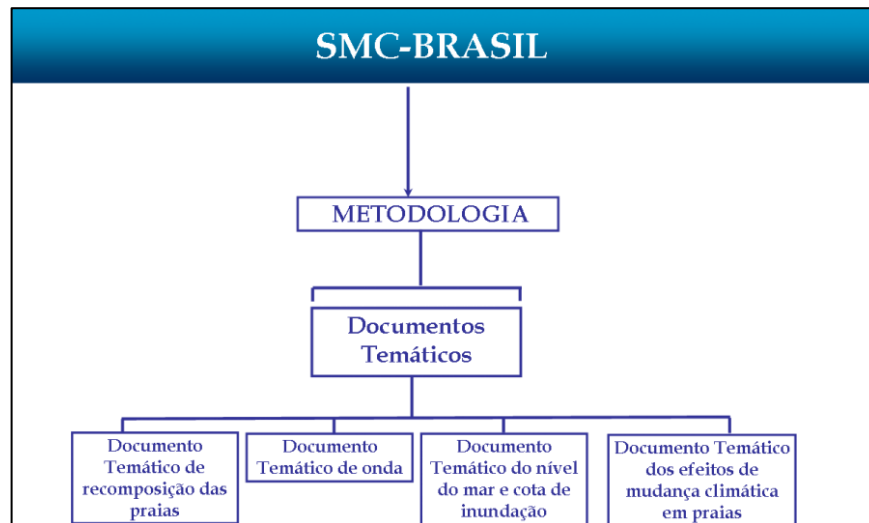 SMC-BRASIL
METODOLOGIA
Documentos
Temáticos
Documento
Temático de
recomposição das
praias
Documento
Temático de onda
Documento
Temático do nível
do mar e cota de
inundação
Documento Temático
dos efeitos de
mudança climática
em praias